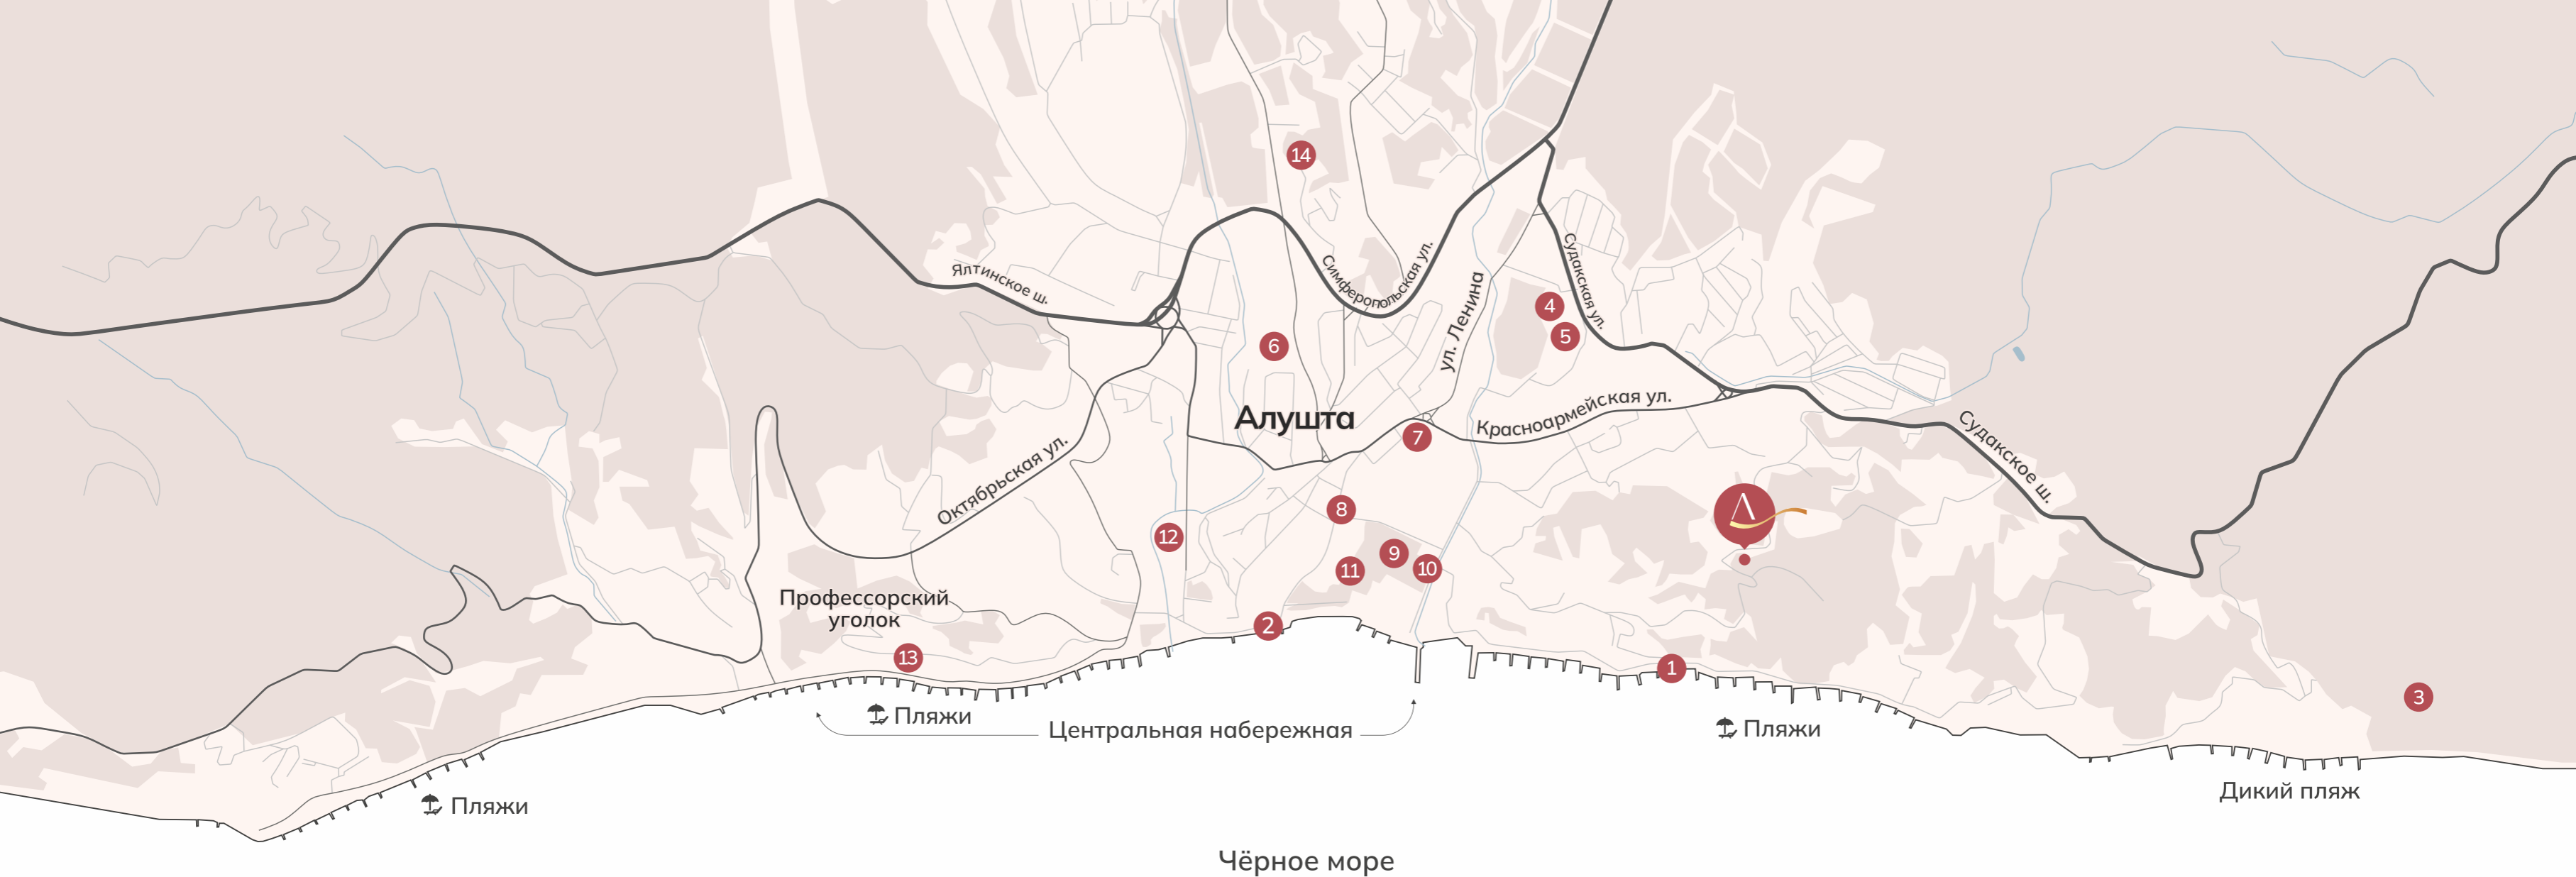 14
Ялтинское ш.
Симферопольская ул.
ул. Ленина
Судакская ул.
4
5
6
Алушта
7
Красноармейская ул.
Судакское ш.
Октябрьская ул.
8
12
9
10
11
Λ
Профессорский
уголок
13
2
1
3
Пляжи
Центральная набережная
Пляжи
Дикий пляж
Пляжи
Чёрное море